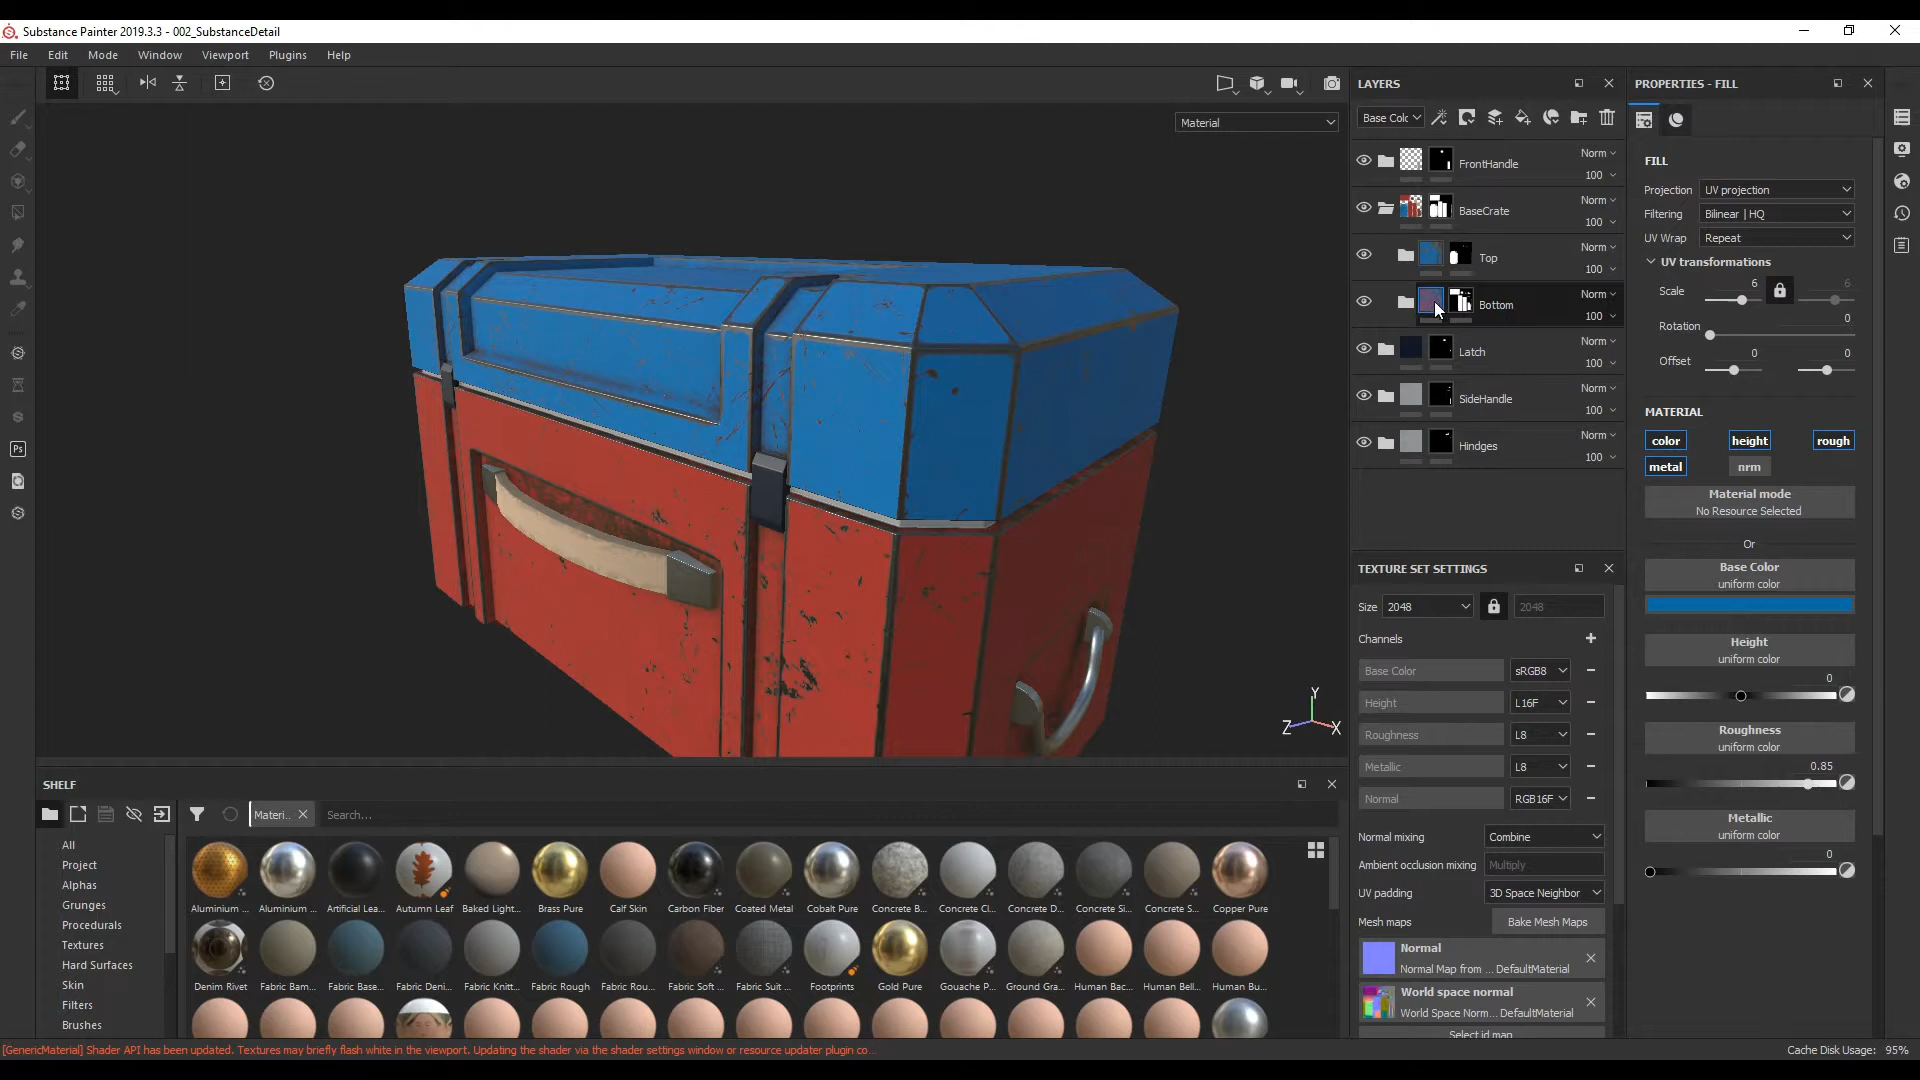 Substance Painter 2019.3.3 - 002_SubstanceDetail
File Edit Mode Window Viewport Plugins Help
Material
LAYERS
Base Colc
FrontHandle
Norm
100
BaseCrate
Norm
100
Top
Norm
100
Bottom
Norm
100
Latch
Norm
100
SideHandle
Norm
100
Hindges
Norm
100
PROPERTIES - FILL
FILL
Projection UV projection
Filtering Bilinear | HQ
UV Wrap Repeat
UV transformations
Scale 6 6
Rotation 0
Offset 0 0
MATERIAL
color height rough
metal nrm
Material mode
No Resource Selected
Or
Base Color
uniform color
Height
uniform color
0
Roughness
uniform color
0.85
Metallic
uniform color
0
TEXTURE SET SETTINGS
Size 2048 2048
Channels
Base Color sRGB8
Height L16F
Roughness L8
Metallic L8
Normal RGB16F
Normal mixing Combine
Ambient occlusion mixing Multiply
UV padding 3D Space Neighbor
Mesh maps Bake Mesh Maps
Normal
Normal Map from ... DefaultMaterial
World space normal
World Space Norm... DefaultMaterial
Select id map
Y
Z X
Ps
SHELF
Materi..
Search...
All
Project
Alphas
Grunges
Procedurals
Textures
Hard Surfaces
Skin
Filters
Brushes
Aluminium ... Aluminium ... Artificial Lea... Autumn Leaf Baked Light... Brass Pure Calf Skin Carbon Fiber Coated Metal Cobalt Pure Concrete B... Concrete Cl... Concrete D... Concrete Si... Concrete S... Copper Pure
Denim Rivet Fabric Bam... Fabric Base... Fabric Deni... Fabric Knitt... Fabric Rough Fabric Rou... Fabric Soft ... Fabric Suit ... Footprints Gold Pure Gouache P... Ground Gra... Human Bac... Human Bell... Human Bu...
[GenericMaterial] Shader API has been updated. Textures may briefly flash white in the viewport. Updating the shader via the shader settings window or resource updater plugin co...
Cache Disk Usage: 95%